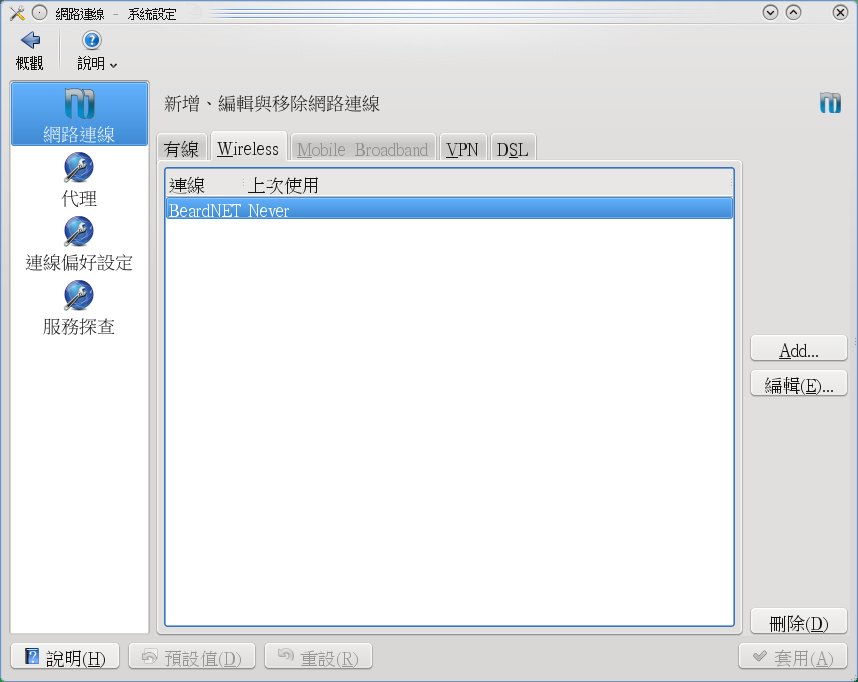 網路連線 – 系統設定
概觀
說明
網路連線
代理
連線偏好設定
服務探查
新增、編輯與移除網路連線
有線 Wireless Mobile Broadband VPN DSL
連線 上次使用
BeardNET Never
Add...
編輯(E)...
刪除(D)
說明(H) 預設值(D) 重設(R) 套用(A)